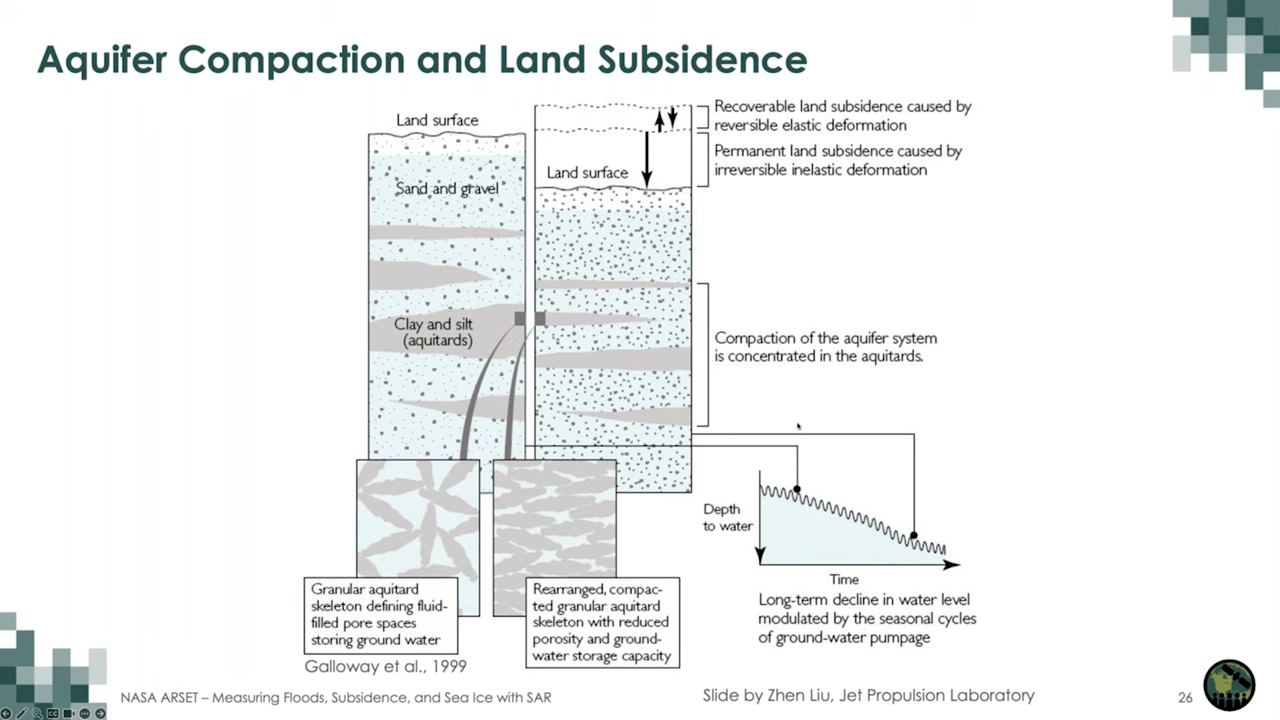 Aquifer Compaction and Land Subsidence
Land surface
Sand and gravel
Clay and silt
(aquitards)
Land surface
Recoverable land subsidence caused by
reversible elastic deformation
Permanent land subsidence caused by
irreversible inelastic deformation
Compaction of the aquifer system
is concentrated in the aquitards.
Granular aquitard
skeleton defining fluid-
filled pore spaces
storing ground water
Rearranged, compac-
ted granular aquitard
skeleton with reduced
porosity and ground-
water storage capacity
Depth
to water
Time
Long-term decline in water level
modulated by the seasonal cycles
of ground-water pumpage
Galloway et al., 1999
NASA ARSET – Measuring Floods, Subsidence, and Sea Ice with SAR
Slide by Zhen Liu, Jet Propulsion Laboratory
26